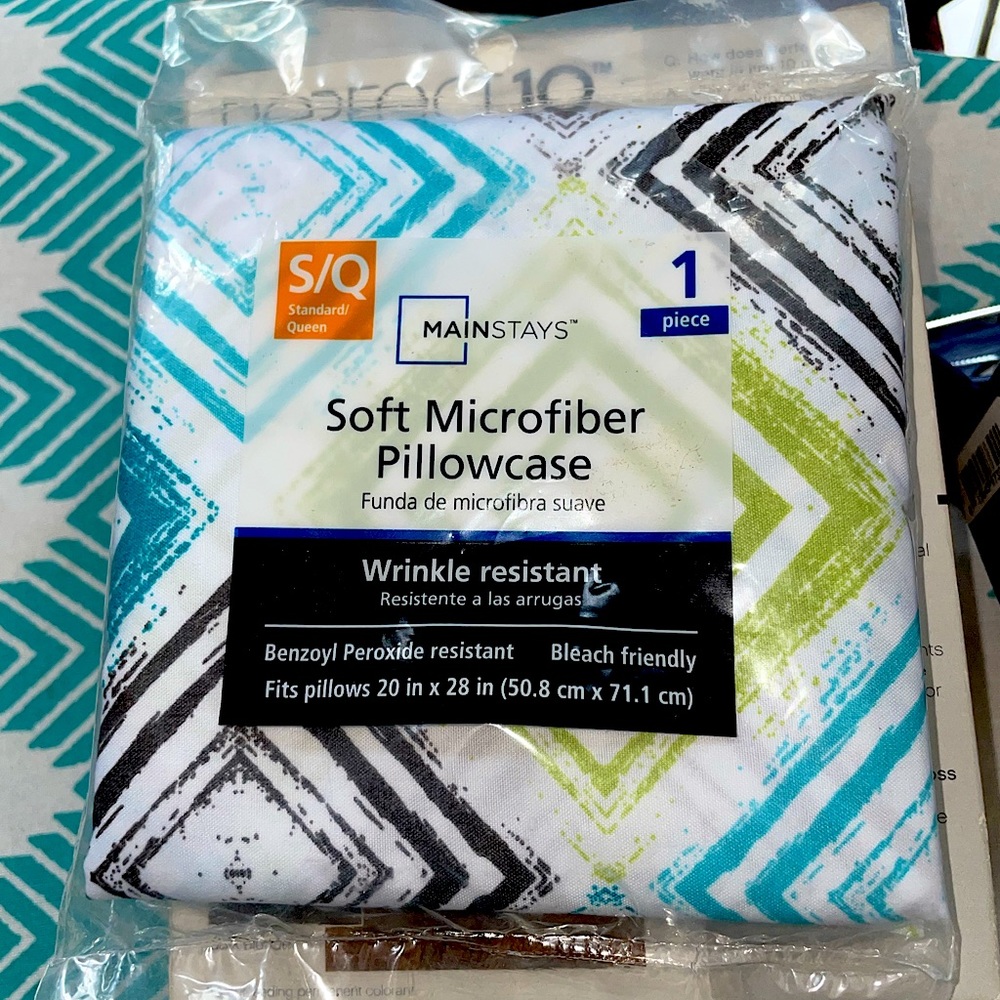 10™
S/Q
Standard/
Queen
MAINSTAYS™
1
piece
Soft Microfiber
Pillowcase
Funda de microfibra suave
Wrinkle resistant
Resistente a las arrugas
Benzoyl Peroxide resistant Bleach friendly
Fits pillows 20 in x 28 in (50.8 cm x 71.1 cm)